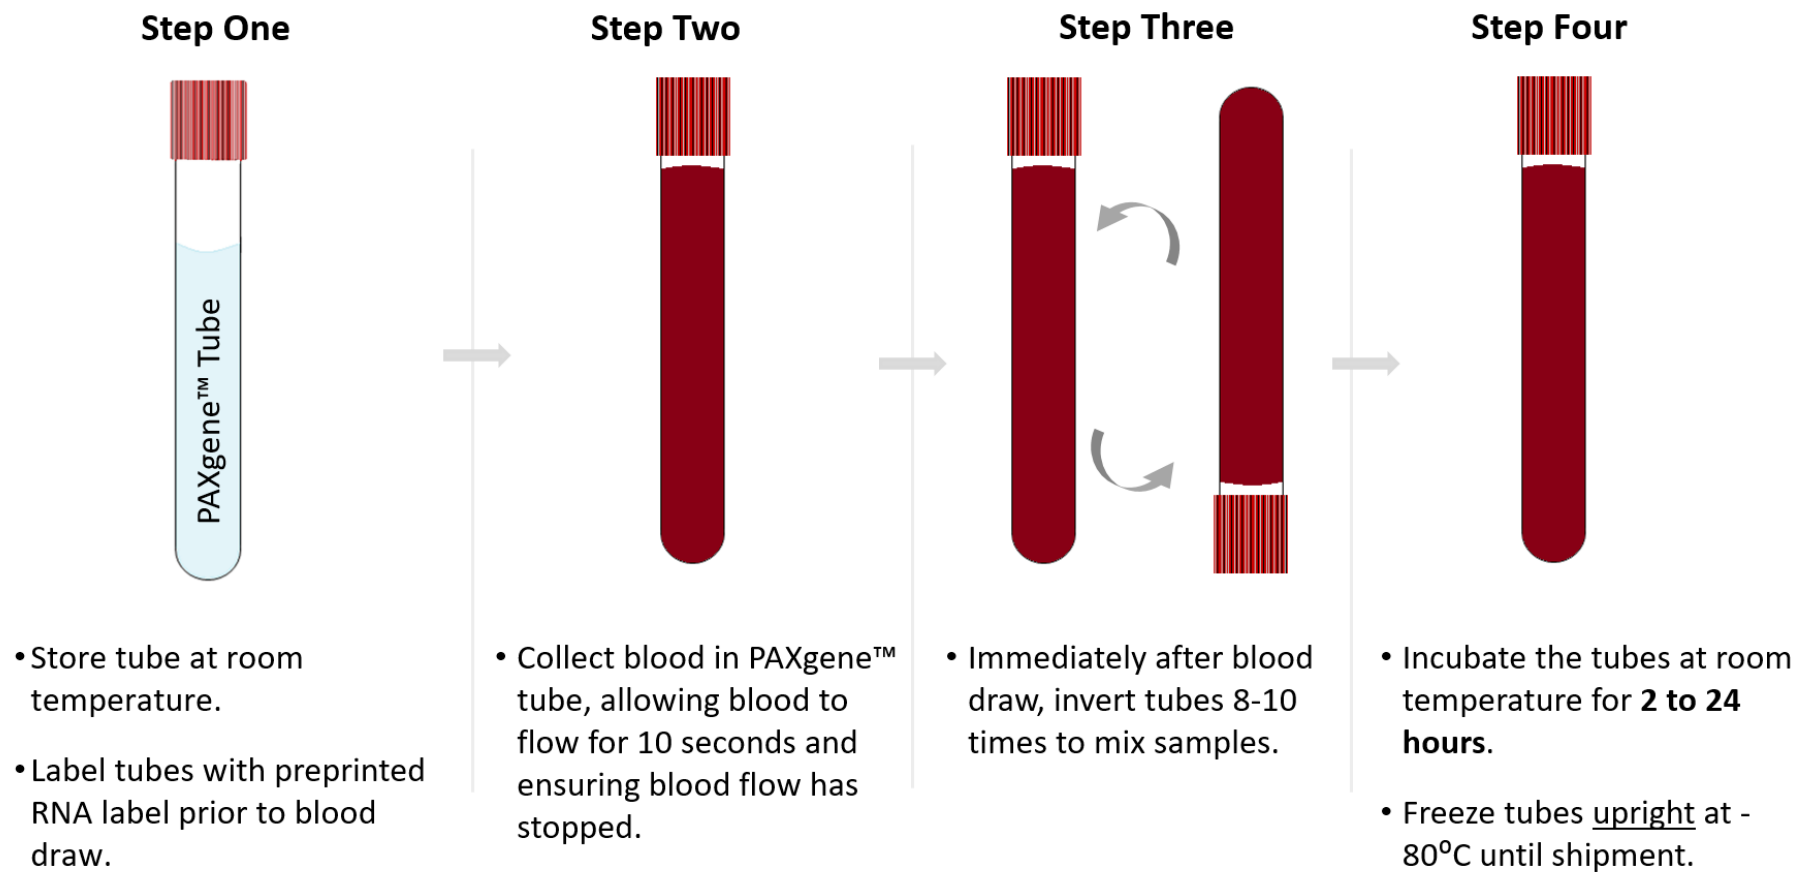 Step One
PAXgene™ Tube
• Store tube at room
temperature.
• Label tubes with preprinted
RNA label prior to blood
draw.
Step Two
• Collect blood in PAXgene™
tube, allowing blood to
flow for 10 seconds and
ensuring blood flow has
stopped.
Step Three
• Immediately after blood
draw, invert tubes 8-10
times to mix samples.
Step Four
• Incubate the tubes at room
temperature for 2 to 24
hours.
• Freeze tubes upright at -
80⁰C until shipment.